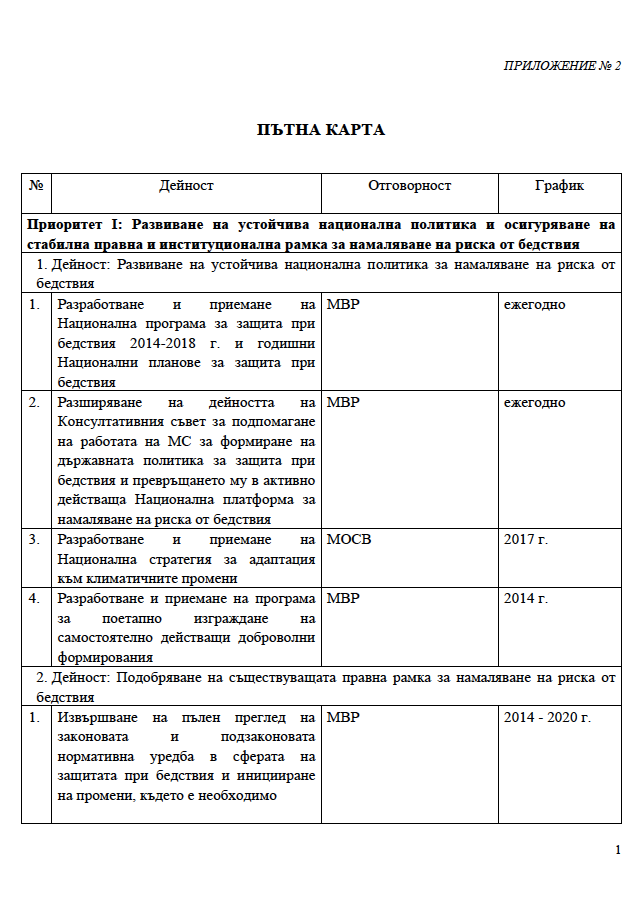 ПРИЛОЖЕНИЕ № 2
ПЪТНА КАРТА
№ Дейност Отговорност График
Приоритет I: Развиване на устойчива национална политика и осигуряване на
стабилна правна и институционална рамка за намаляване на риска от бедствия
1. Дейност: Развиване на устойчива национална политика за намаляване на риска от
бедствия
1. Разработване и приемане на МВР ежегодно
Национална програма за защита при
бедствия 2014-2018 г. и годишни
Национални планове за защита при
бедствия
2. Разширяване на дейността на МВР ежегодно
Консултативния съвет за подпомагане
на работата на МС за формиране на
държавната политика за защита при
бедствия и превръщането му в активно
действаща Национална платформа за
намаляване на риска от бедствия
3. Разработване и приемане на МОСВ 2017 г.
Национална стратегия за адаптация
към климатичните промени
4. Разработване и приемане на програма МВР 2014 г.
за поетапно изграждане на
самостоятелно действащи доброволни
формирования
2. Дейност: Подобряване на съществуващата правна рамка за намаляване на риска от
бедствия
1. Извършване на пълен преглед на МВР 2014 - 2020 г.
законовата и подзаконовата
нормативна уредба в сферата на
защитата при бедствия и иницииране
на промени, където е необходимо
1